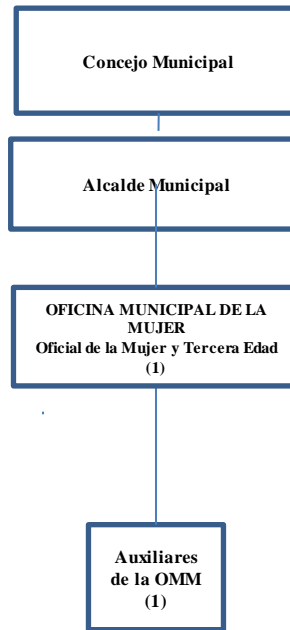 Concejo Municipal
Alcalde Municipal
OFICINA MUNICIPAL DE LA
MUJER
Oficial de la Mujer y Tercera Edad
(1)
Auxiliares
de la OMM
(1)